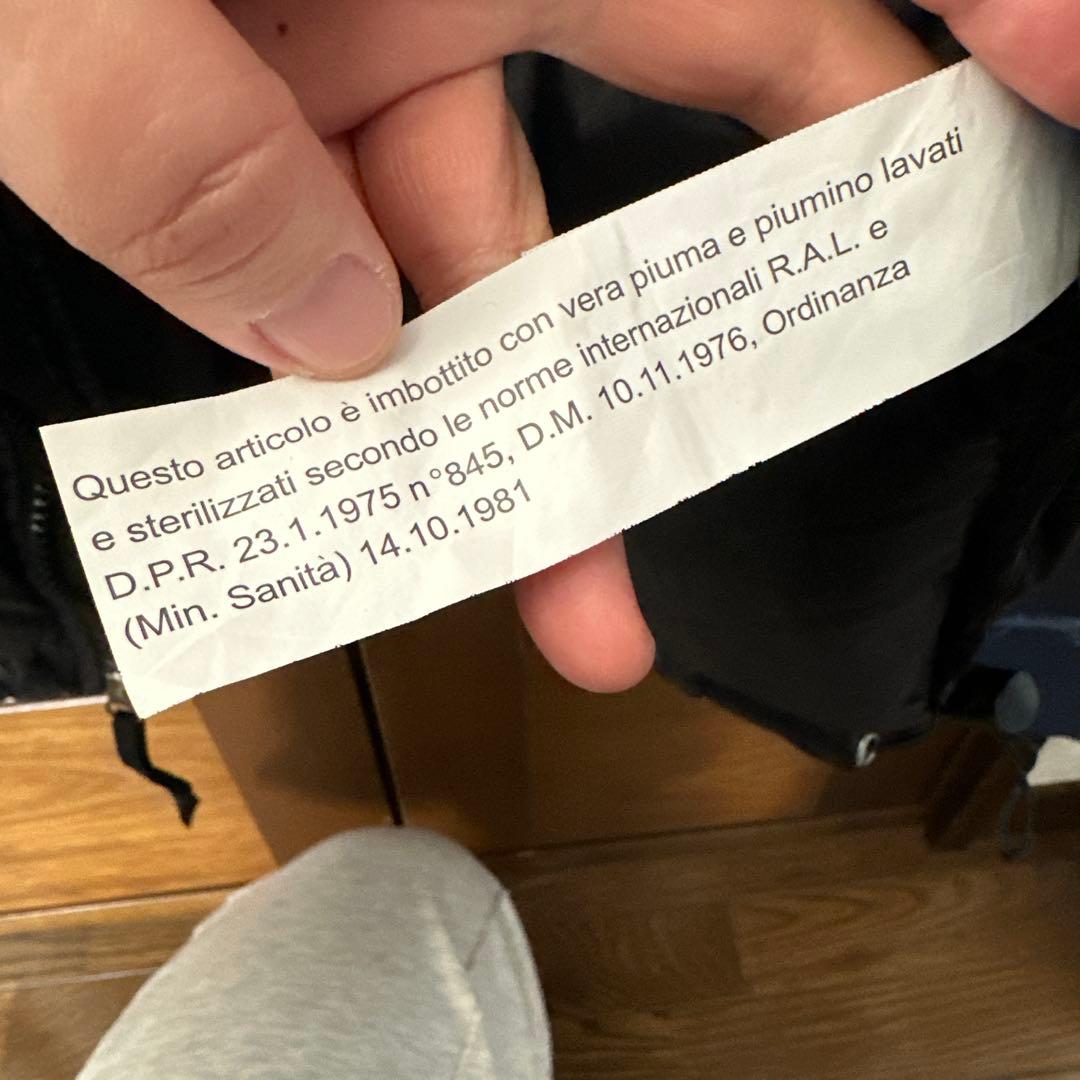 Questo articolo è imbottito con vera piuma e piumino lavati
e sterilizzati secondo le norme internazionali R.A.L. e
D.P.R. 23.1.1975 n°845, D.M. 10.11.1976, Ordinanza
(Min. Sanità) 14.10.1981